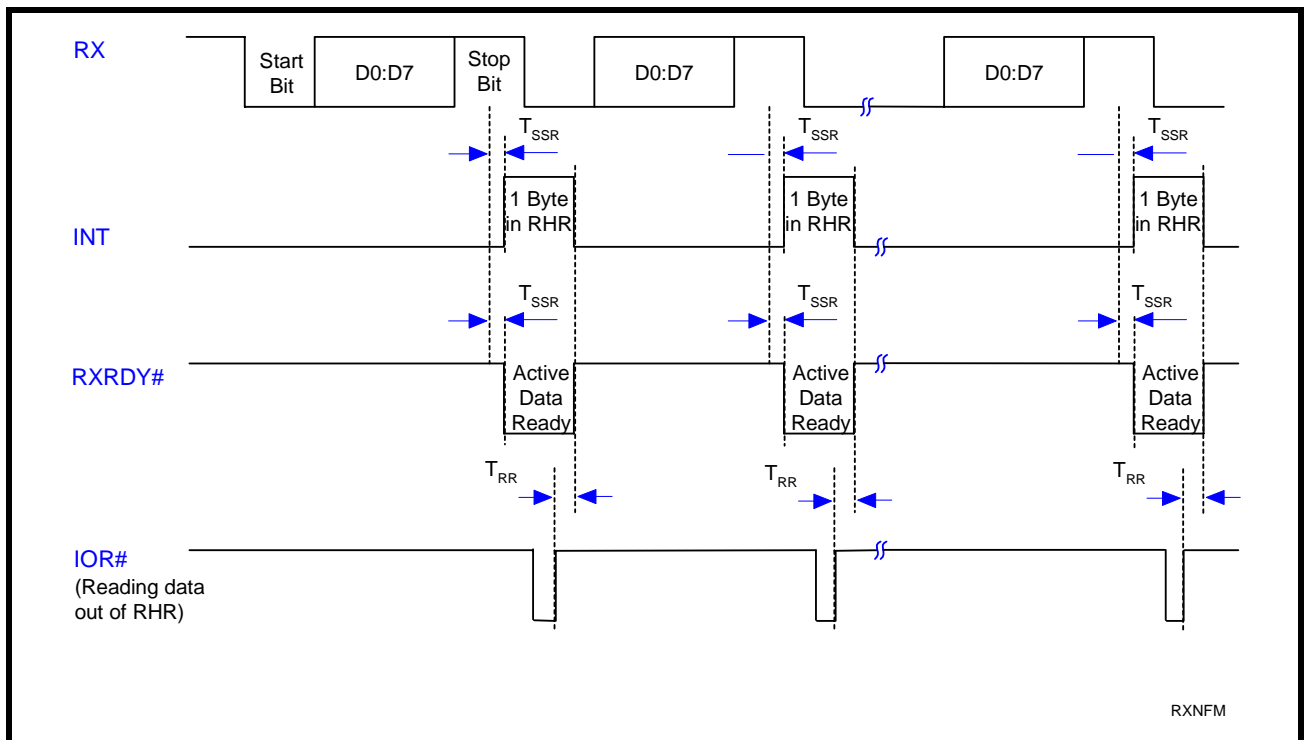 RX
Start
Bit
D0:D7
Stop
Bit
D0:D7
D0:D7
TSSR
TSSR
TSSR
INT
1 Byte
in RHR
1 Byte
in RHR
1 Byte
in RHR
TSSR
TSSR
TSSR
RXRDY#
Active
Data
Ready
Active
Data
Ready
Active
Data
Ready
TRR
TRR
TRR
IOR#
(Reading data
out of RHR)
RXNFM